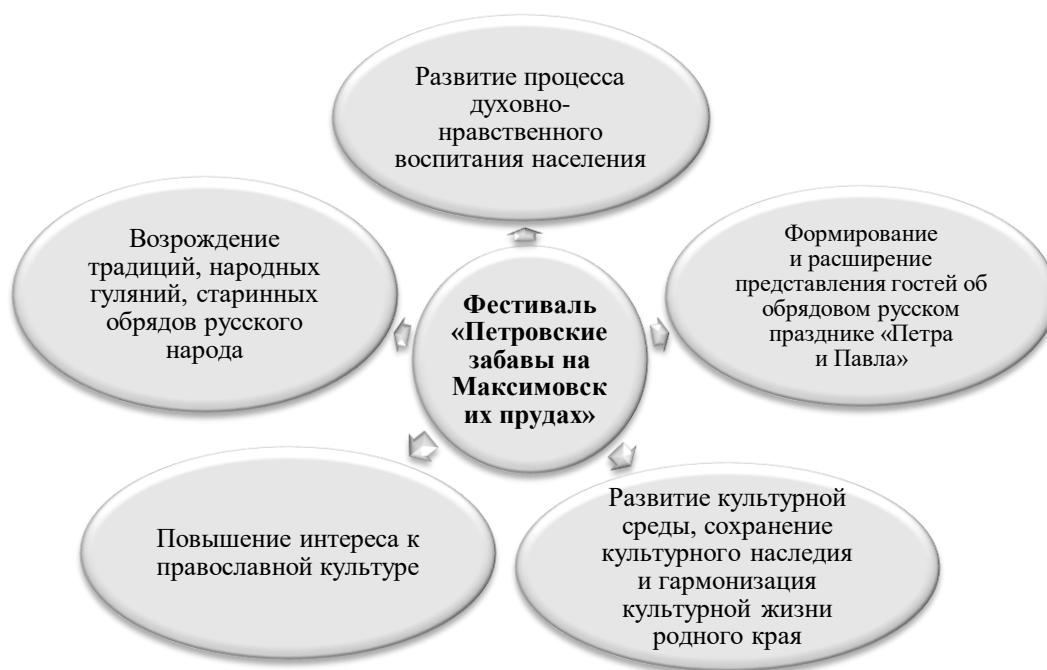 Развитие процесса
духовно-
нравственного
воспитания населения
Возрождение
традиций, народных
гуляний, старинных
обрядов русского
народа
Фестиваль
«Петровские
забавы на
Максимовск
их прудах»
Формирование
и расширение
представления гостей об
обрядовом русском
празднике «Петра
и Павла»
Повышение интереса к
православной культуре
Развитие культурной
среды, сохранение
культурного наследия
и гармонизация
культурной жизни
родного края